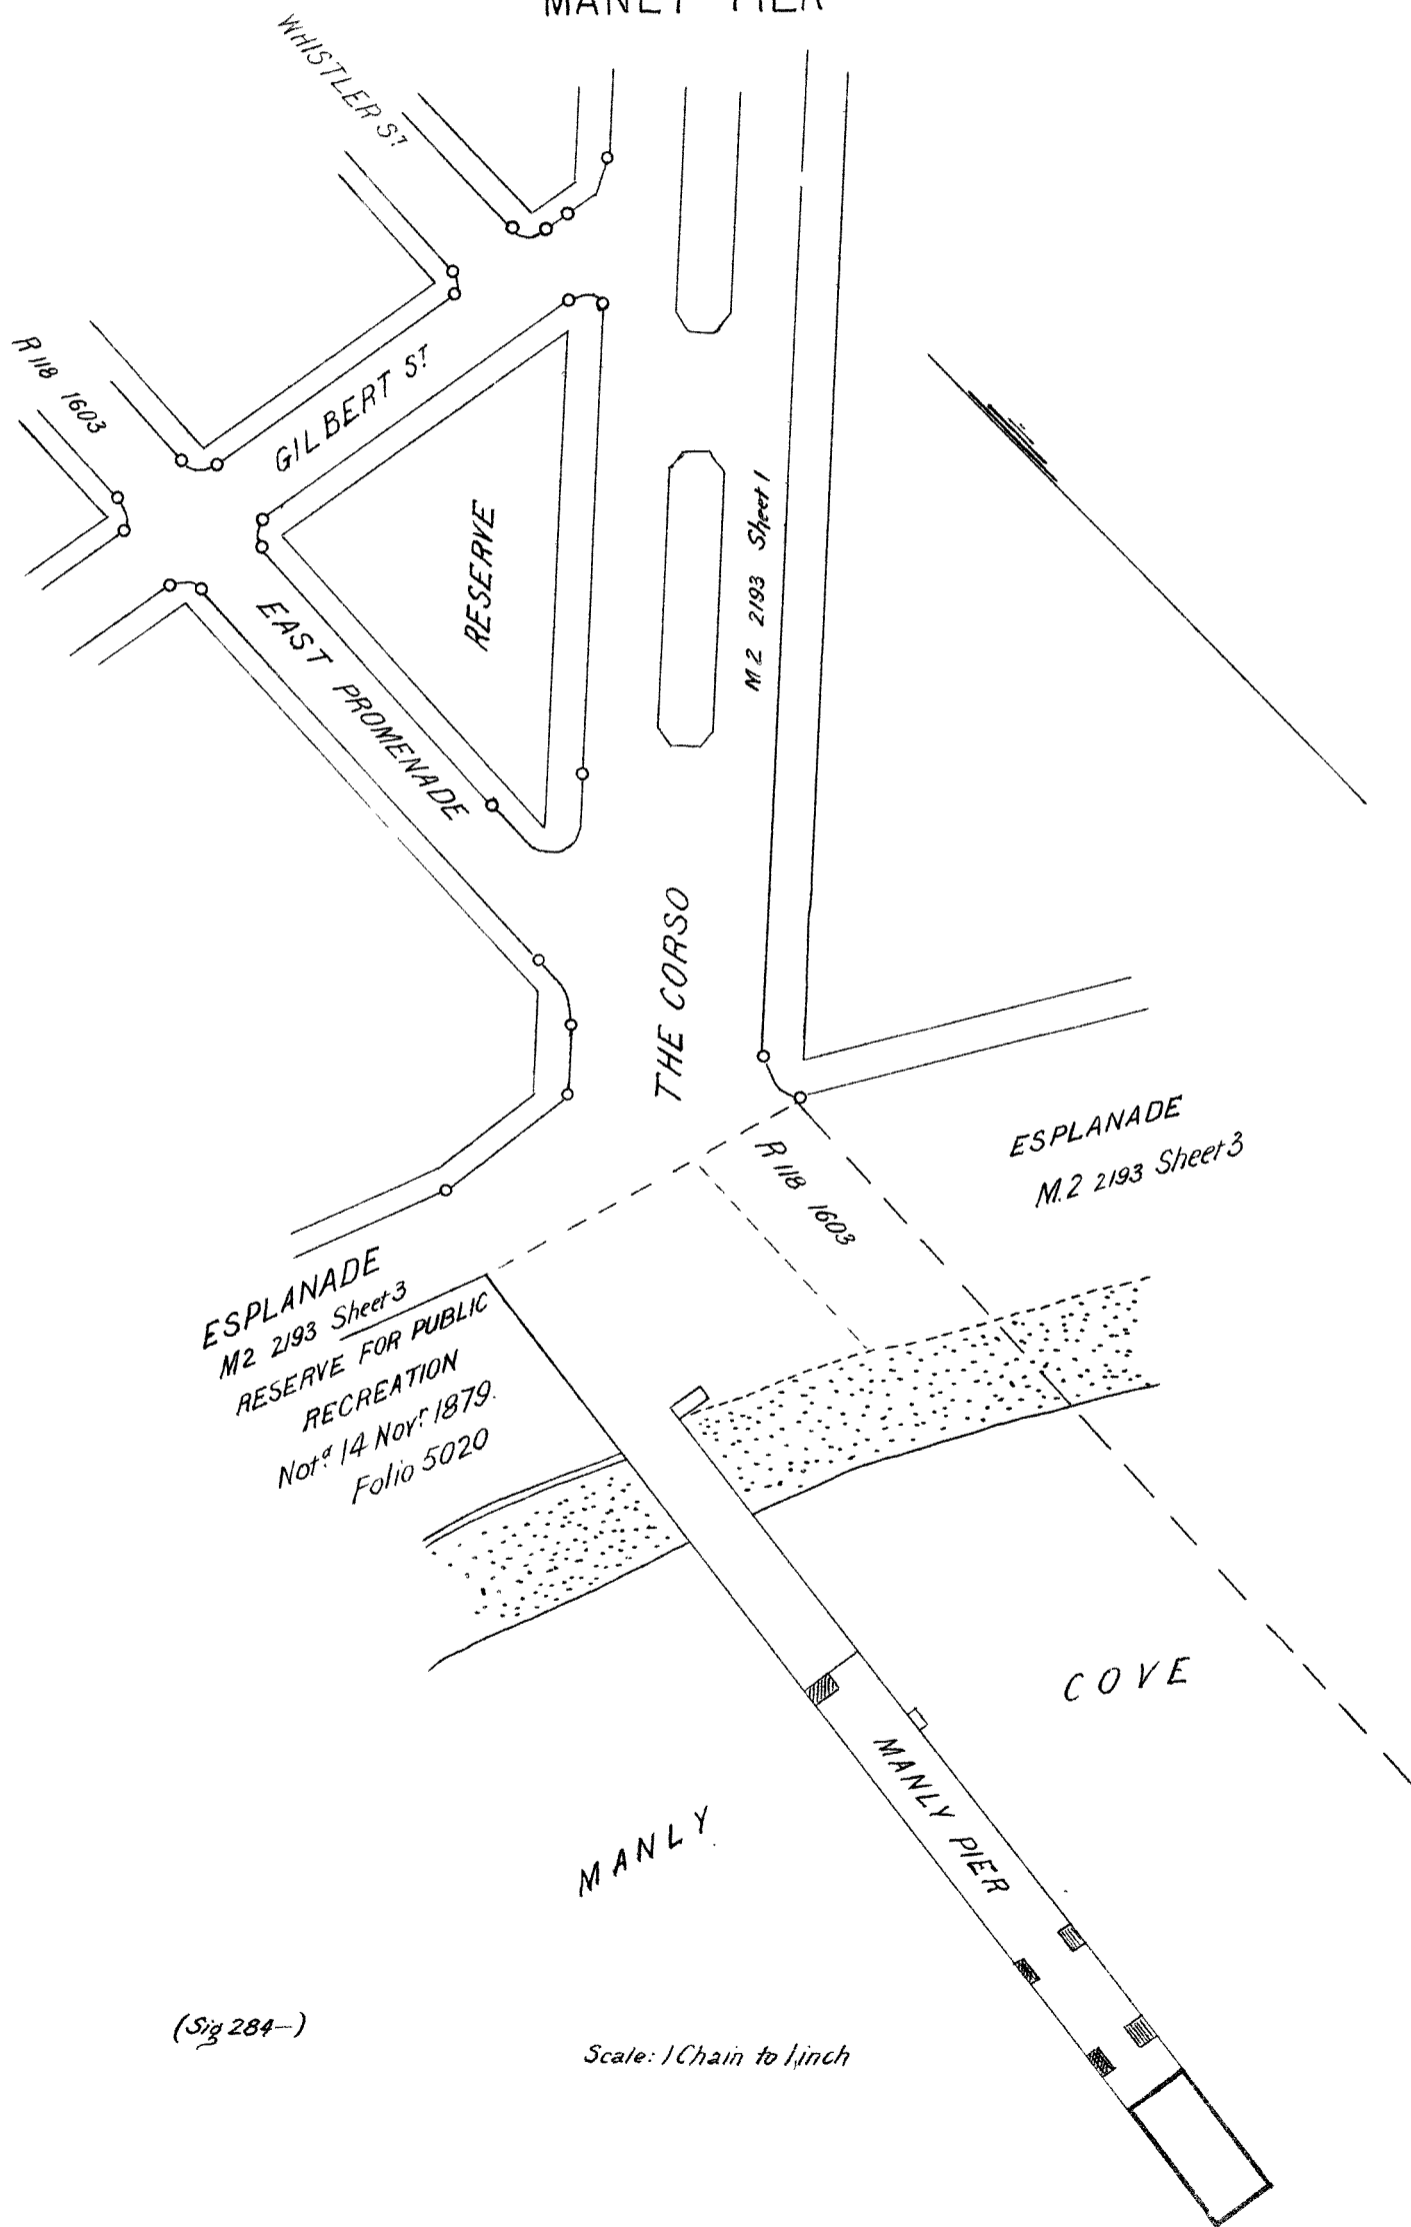 MANLY PIER
WHISTLER ST
R 118 1603
GILBERT ST
RESERVE
M2 2193 Sheet 1
EAST PROMENADE
THE CORSO
R 118 1603
ESPLANADE
M.2 2193 Sheet 3
ESPLANADE
M2 2193 Sheet 3
RESERVE FOR PUBLIC
RECREATION
Notd 14 Novr 1879.
Folio 5020
COVE
MANLY PIER
MANLY
(Sig 284-)
Scale: 1 Chain to 1 inch